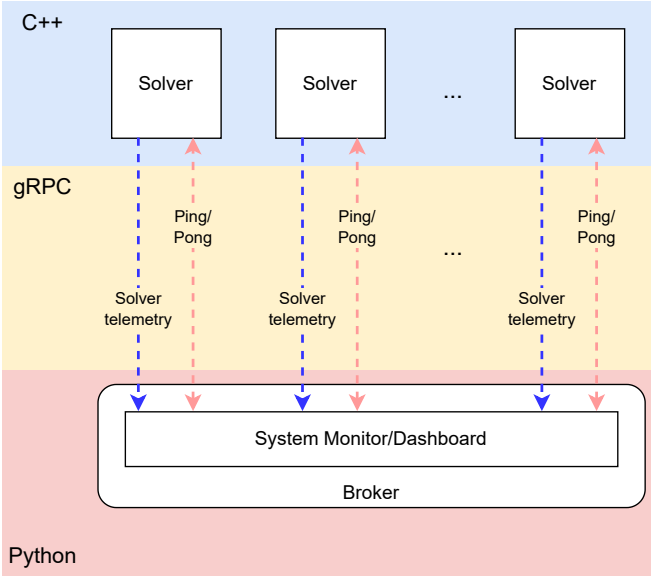 C++
Solver
Solver
...
Solver
gRPC
Ping/
Pong
Ping/
Pong
...
Ping/
Pong
Solver
telemetry
Solver
telemetry
Solver
telemetry
System Monitor/Dashboard
Broker
Python